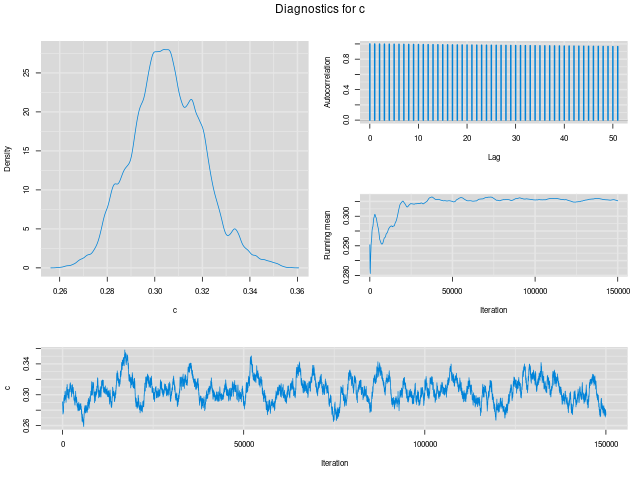 Diagnostics for c
Density
0 5 10 15 20 25
0.26 0.28 0.30 0.32 0.34 0.36
c
Autocorrelation
0.0 0.4 0.8
0 10 20 30 40 50
Lag
Running mean
0.280 0.290 0.300
0 50000 100000 150000
Iteration
c
0.26 0.30 0.34
0 50000 100000 150000
Iteration